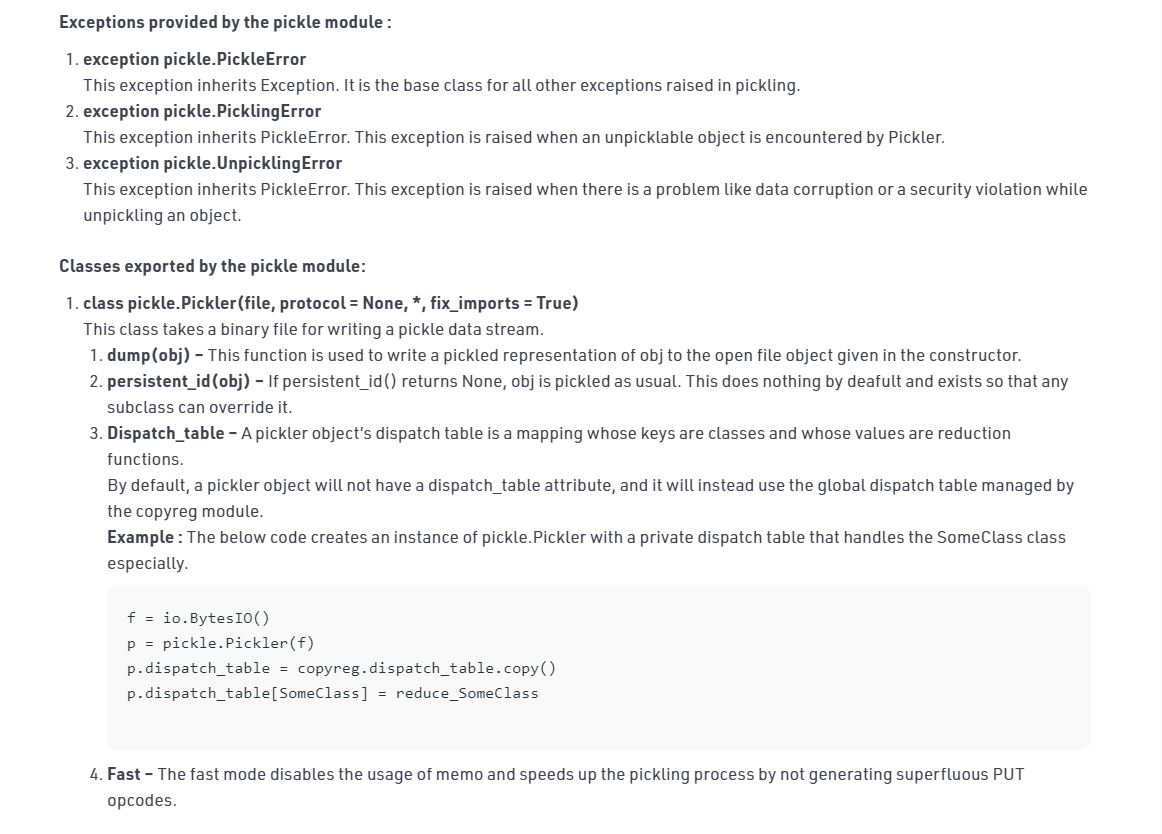 Exceptions provided by the pickle module :
1. exception pickle.PickleError
This exception inherits Exception. It is the base class for all other exceptions raised in pickling.
2. exception pickle.PicklingError
This exception inherits PickleError. This exception is raised when an unpicklable object is encountered by Pickler.
3. exception pickle.UnpicklingError
This exception inherits PickleError. This exception is raised when there is a problem like data corruption or a security violation while
unpickling an object.
Classes exported by the pickle module:
1. class pickle.Pickler(file, protocol = None, *, fix_imports = True)
This class takes a binary file for writing a pickle data stream.
1. dump(obj) – This function is used to write a pickled representation of obj to the open file object given in the constructor.
2. persistent_id(obj) – If persistent_id() returns None, obj is pickled as usual. This does nothing by deafult and exists so that any
subclass can override it.
3. Dispatch_table – A pickler object’s dispatch table is a mapping whose keys are classes and whose values are reduction
functions.
By default, a pickler object will not have a dispatch_table attribute, and it will instead use the global dispatch table managed by
the copyreg module.
Example : The below code creates an instance of pickle.Pickler with a private dispatch table that handles the SomeClass class
especially.
f = io.BytesIO()
p = pickle.Pickler(f)
p.dispatch_table = copyreg.dispatch_table.copy()
p.dispatch_table[SomeClass] = reduce_SomeClass
4. Fast – The fast mode disables the usage of memo and speeds up the pickling process by not generating superfluous PUT
opcodes.